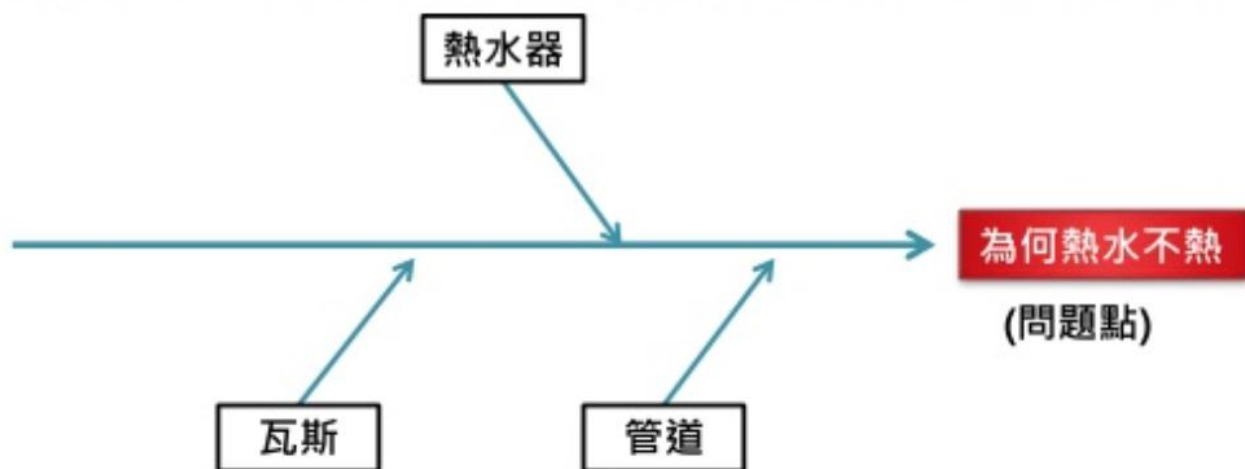 熱水器
為何熱水不熱
(問題點)
瓦斯
管道